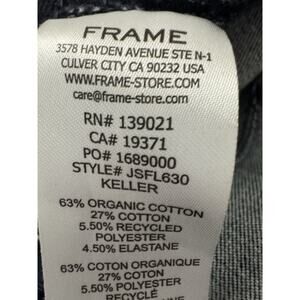 FRAME
3578 HAYDEN AVENUE STE N-1
CULVER CITY CA 90232 USA
WWW.FRAME-STORE.COM
care@frame-store.com
RN# 139021
CA# 19371
PO# 1689000
STYLE# JSFL630
KELLER
63% ORGANIC COTTON
27% COTTON
5.50% RECYCLED
POLYESTER
4.50% ELASTANE
63% COTON ORGANIQUE
27% COTON
5.50% POLYESTER